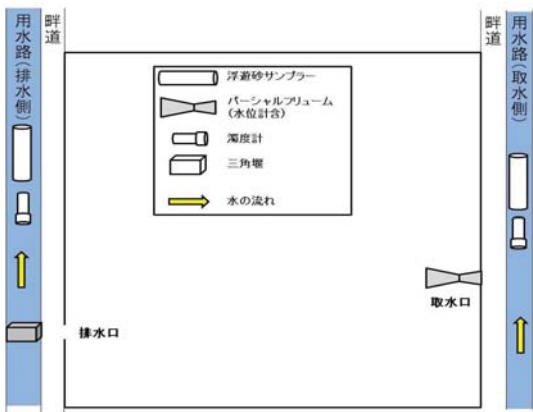 用水路(排水側)
畔道
浮遊砂サンプラー
パーシャルフリューム
(水位計含)
濁度計
三角堰
水の流れ
畔道
用水路(取水側)
取水口
排水口